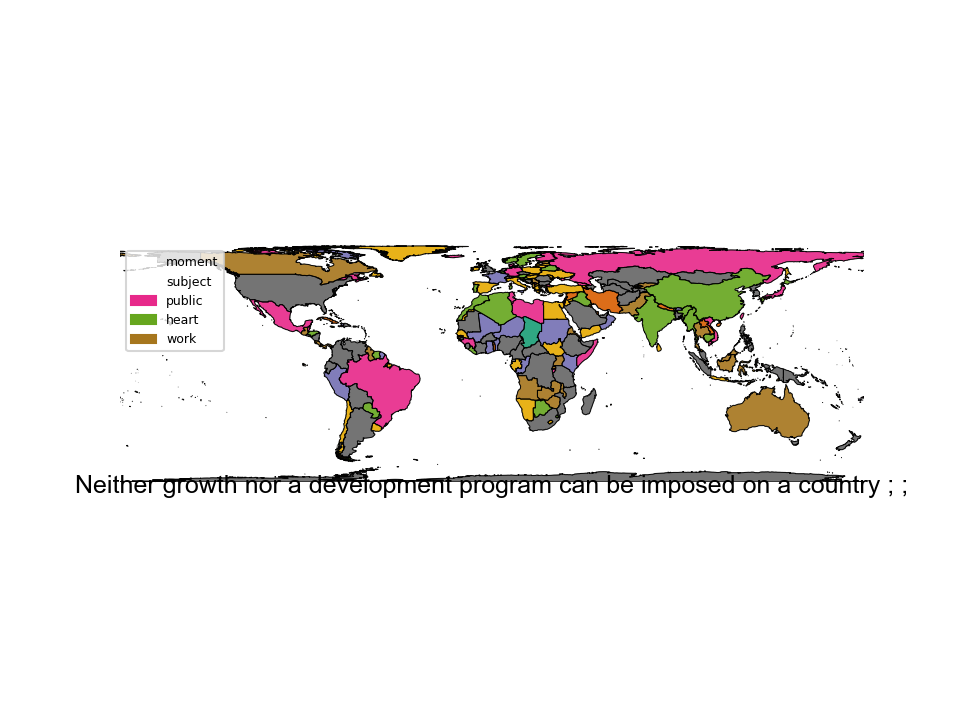 moment
subject
public
heart
work
Neither growth nor a development program can be imposed on a country ; ;